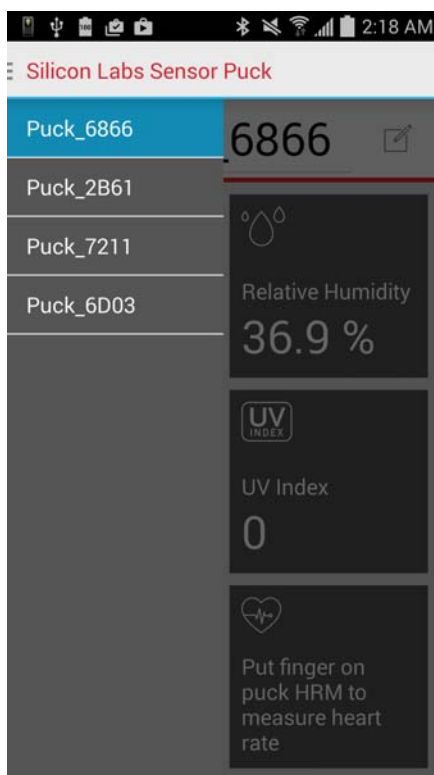 2:18 AM
Silicon Labs Sensor Puck
Puck_6866
_6866
Puck_2B61
Puck_7211
Puck_6D03
Relative Humidity
36.9 %
UV
INDEX
UV Index
0
Put finger on
puck HRM to
measure heart
rate